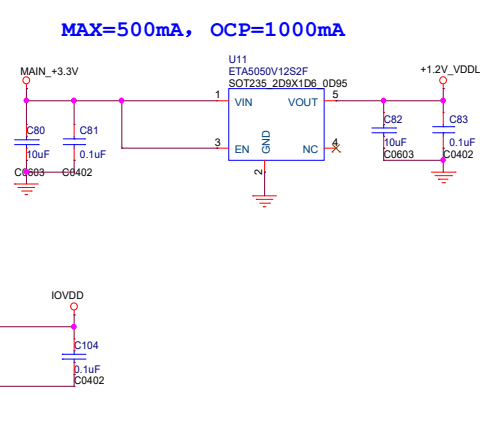 MAX=500mA, OCP=1000mA
U11
ETA5050V12S2F
SOT235_2D9X1D6_0D95
MAIN_+3.3V
+1.2V_VDDL
1
VIN
VOUT
5
C80
10uF
C0603
C81
0.1uF
C0402
3
EN
GND
NC
4
2
C82
10uF
C0603
C83
0.1uF
C0402
IOVDD
C104
0.1uF
C0402